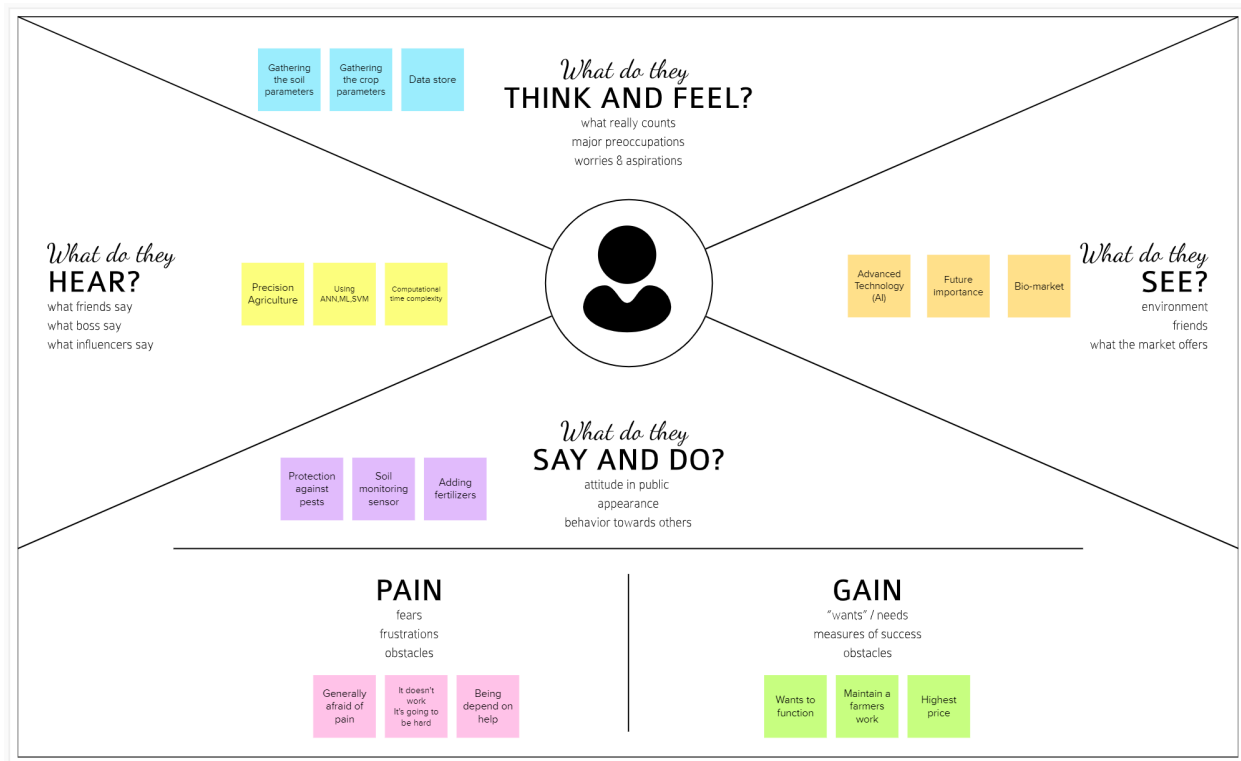 Gathering
the soil
parameters
Gathering
the crop
parameters
Data store
What do they
THINK AND FEEL?
what really counts
major preoccupations
worries & aspirations
What do they
HEAR?
what friends say
what boss say
what influencers say
Precision
Agriculture
Using
ANN,ML,SVM
Computational
time complexity
Advanced
Technology
(AI)
Future
importance
Bio-market
What do they
SEE?
environment
friends
what the market offers
What do they
SAY AND DO?
attitude in public
appearance
behavior towards others
Protection
against
pests
Soil
monitoring
sensor
Adding
fertilizers
PAIN
fears
frustrations
obstacles
Generally
afraid of
pain
It doesn't
work
It's going to
be hard
Being
depend on
help
GAIN
"wants" / needs
measures of success
obstacles
Wants to
function
Maintain a
farmers
work
Highest
price